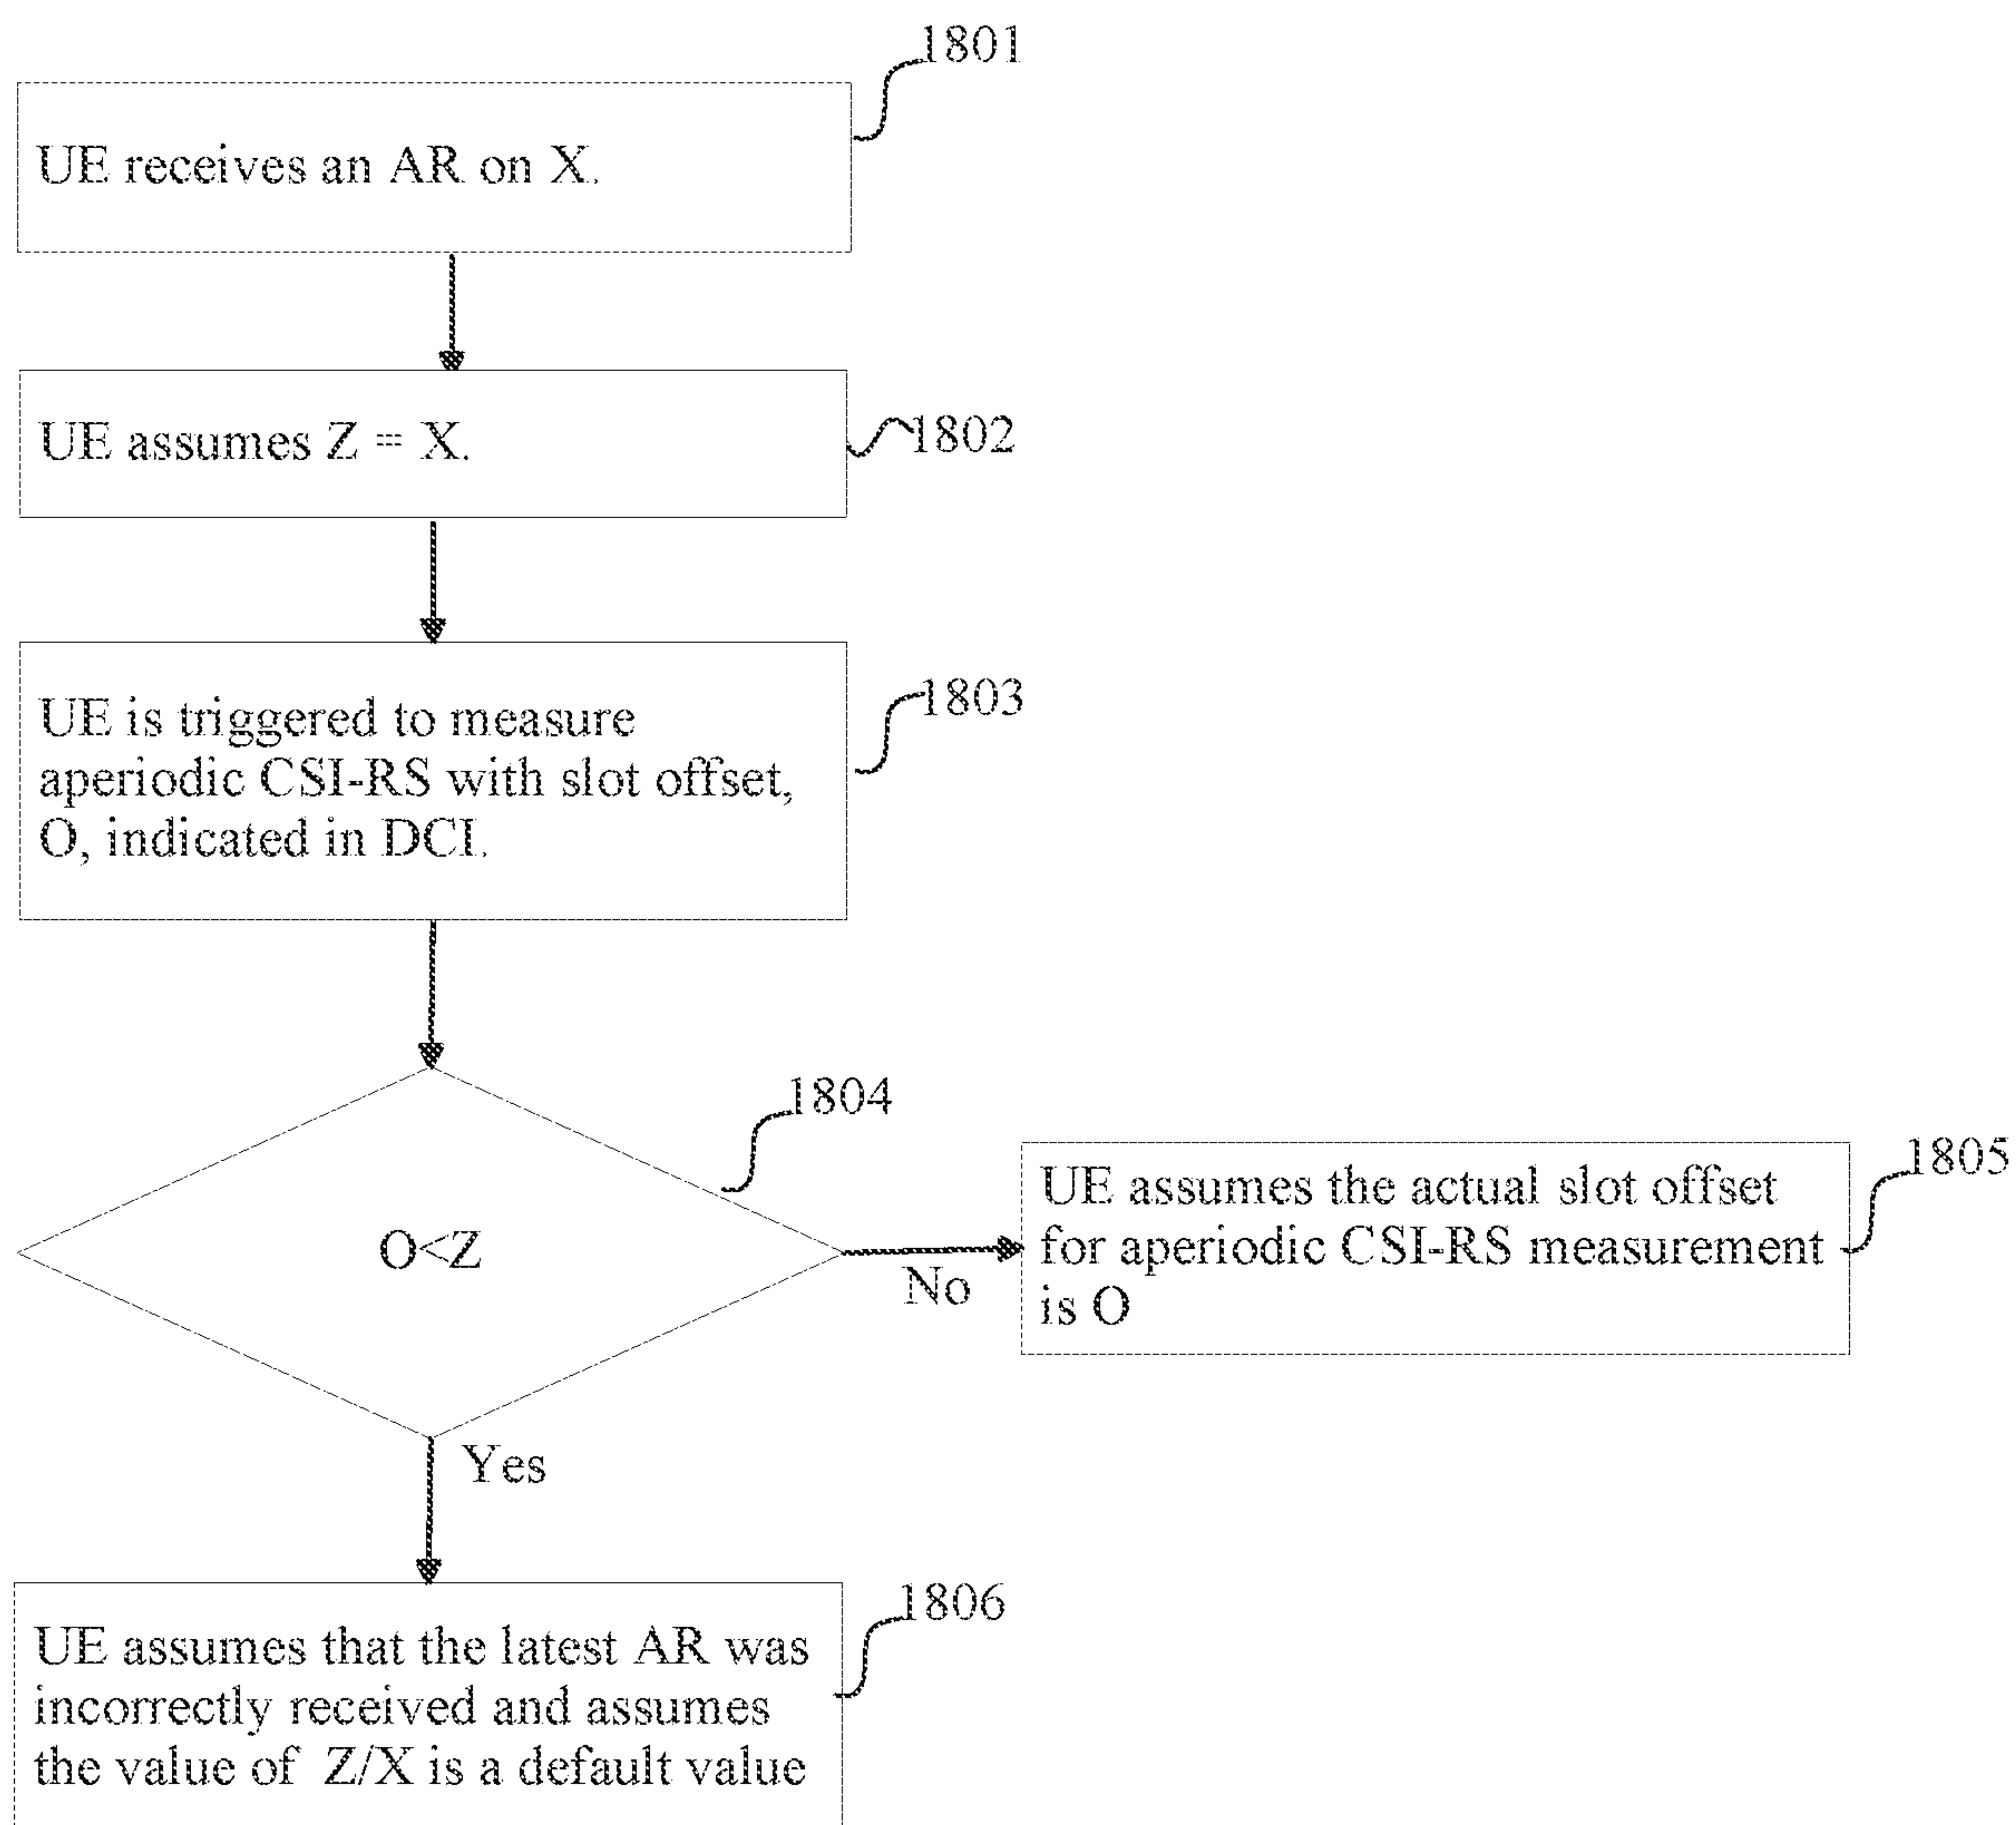 1801
UE receives an AR on X.
UE assumes Z = X.
1802
1803
UE is triggered to measure
aperiodic CSI-RS with slot offset,
O, indicated in DCI.
1804
O<Z
No
1805
UE assumes the actual slot offset
for aperiodic CSI-RS measurement
is O
Yes
1806
UE assumes that the latest AR was
incorrectly received and assumes
the value of Z/X is a default value